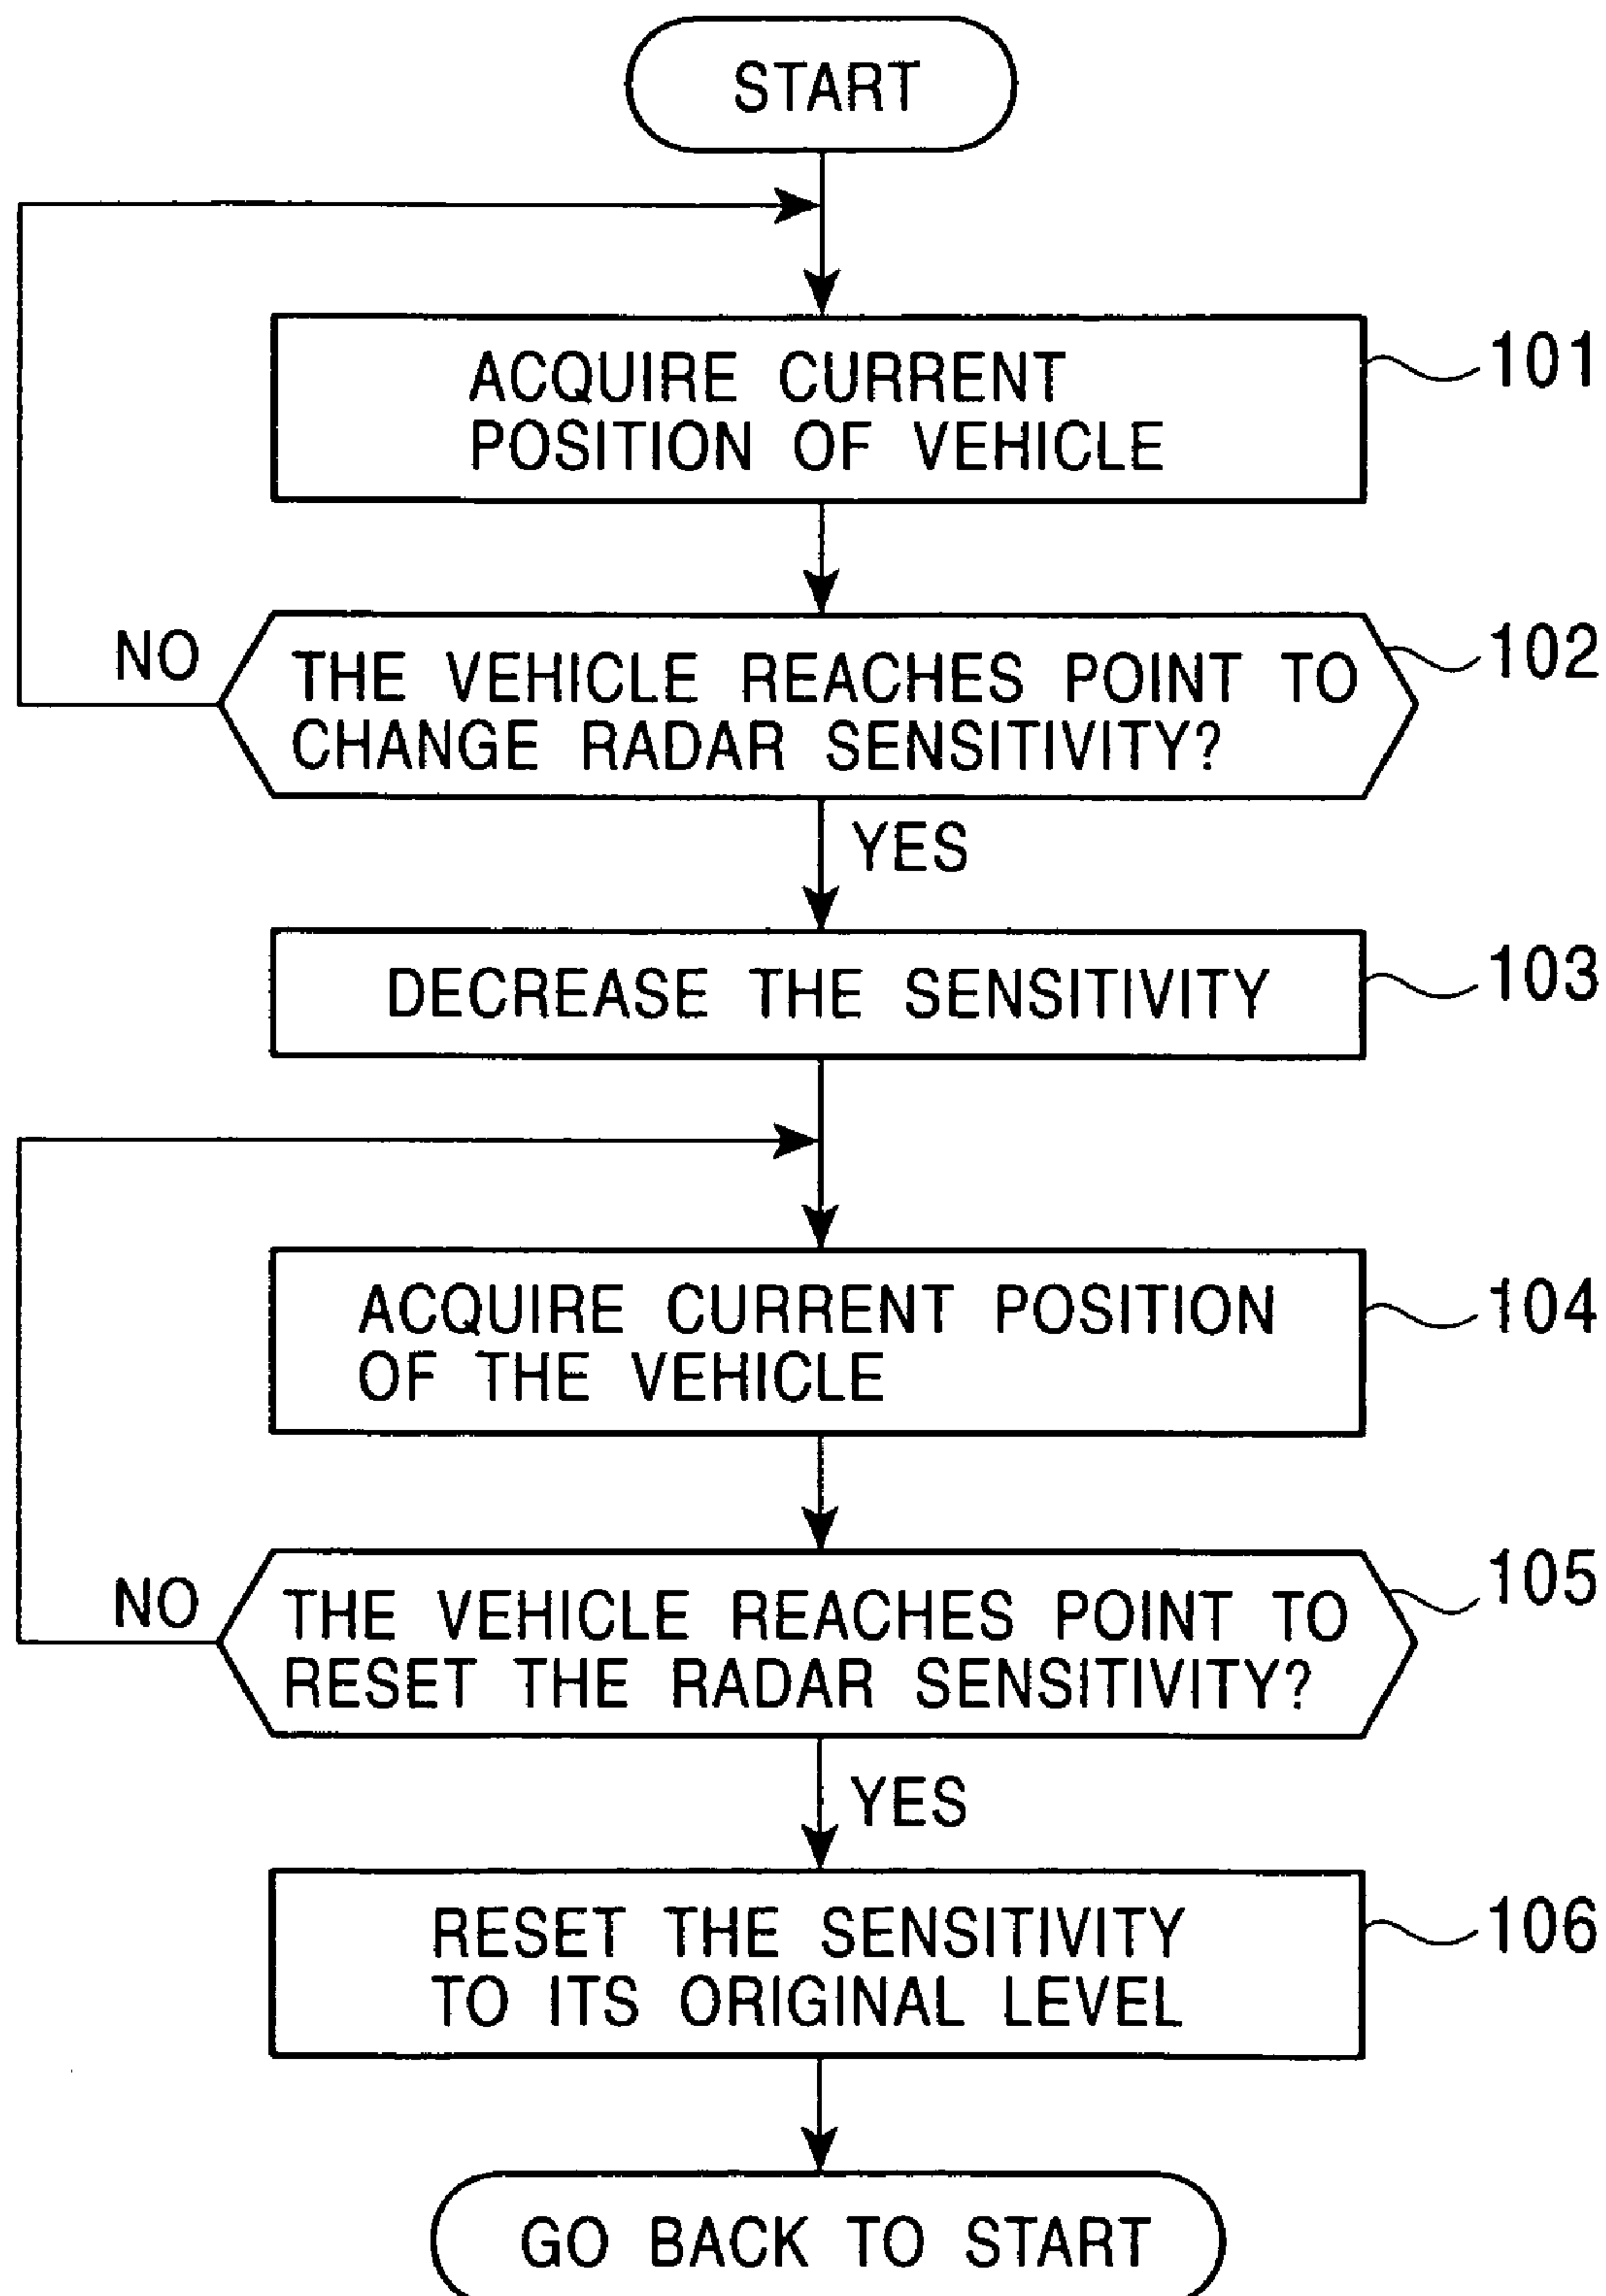 START
ACQUIRE CURRENT
POSITION OF VEHICLE
101
NO
THE VEHICLE REACHES POINT TO
CHANGE RADAR SENSITIVITY?
102
YES
DECREASE THE SENSITIVITY
103
ACQUIRE CURRENT POSITION
OF THE VEHICLE
104
NO
THE VEHICLE REACHES POINT TO
RESET THE RADAR SENSITIVITY?
105
YES
RESET THE SENSITIVITY
TO ITS ORIGINAL LEVEL
106
GO BACK TO START